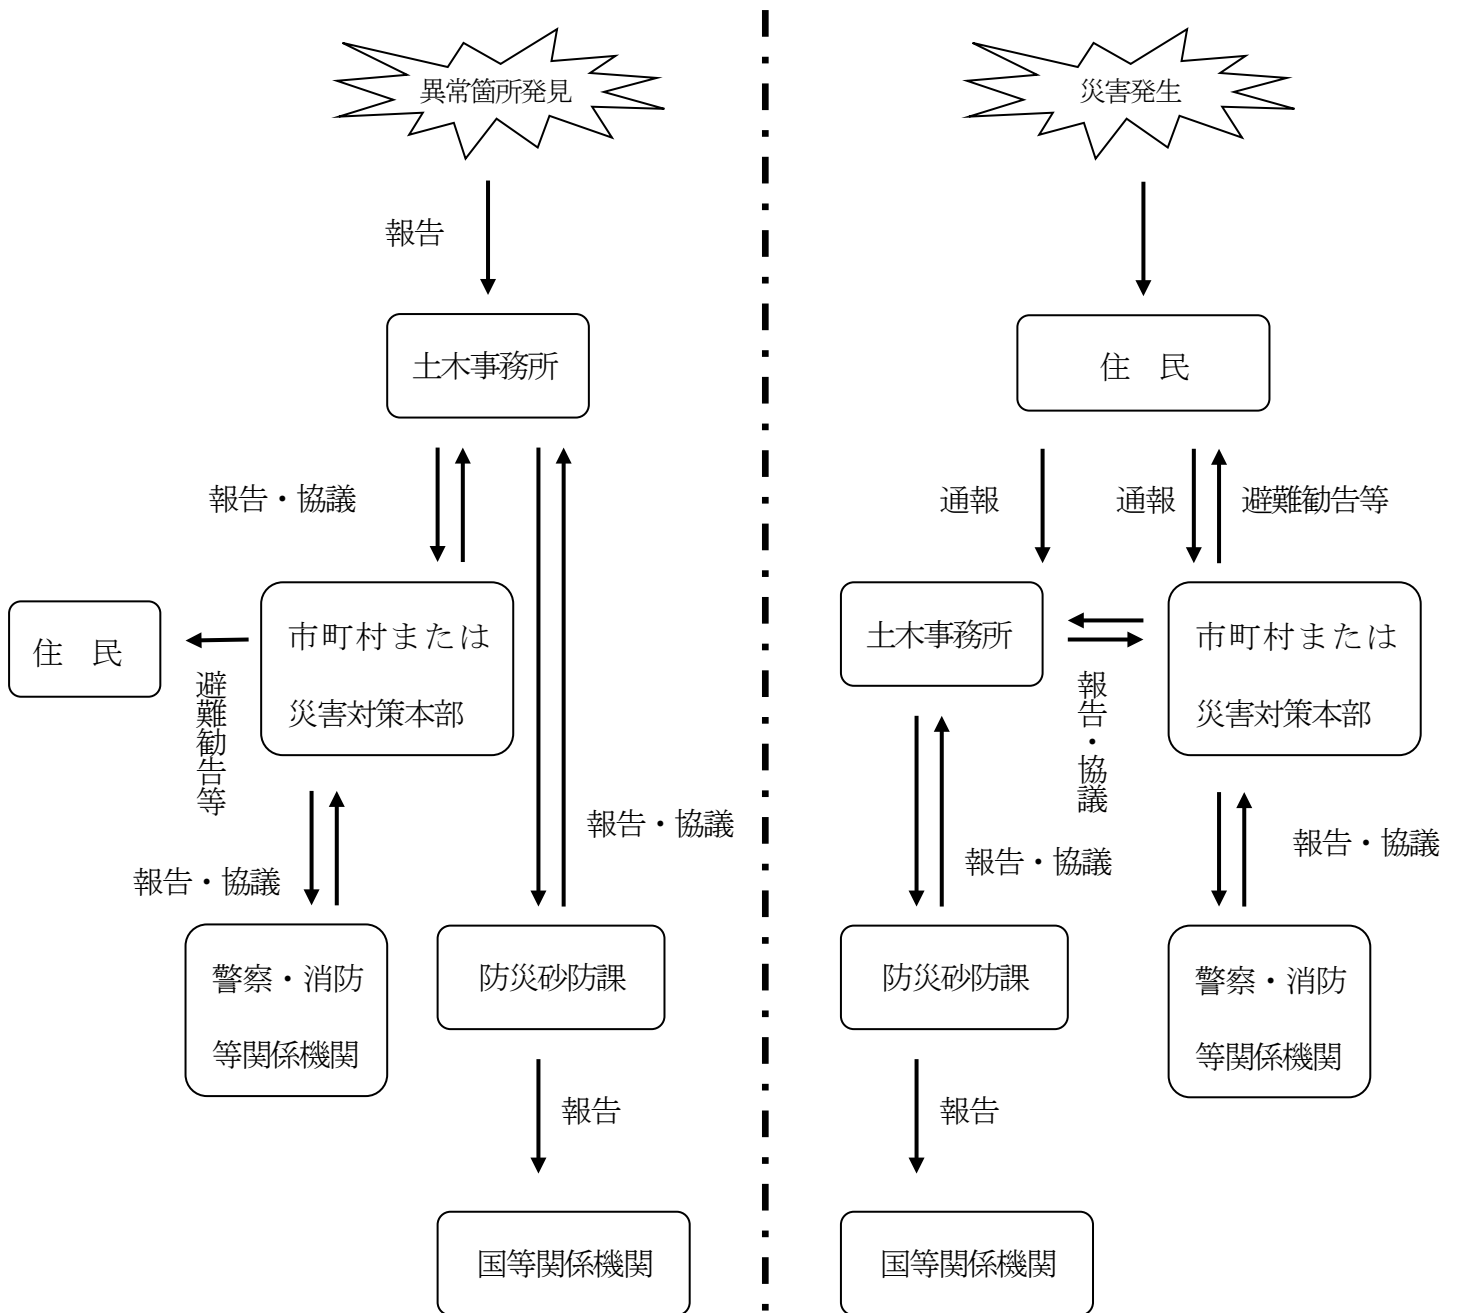 異常箇所発見
報告
土木事務所
報告・協議
住　民
避難勧告等
市町村または
災害対策本部
報告・協議
報告・協議
警察・消防
等関係機関
防災砂防課
報告
国等関係機関
災害発生
住　民
通報
通報
避難勧告等
土木事務所
報告・協議
市町村または
災害対策本部
報告・協議
報告・協議
防災砂防課
警察・消防
等関係機関
報告
国等関係機関